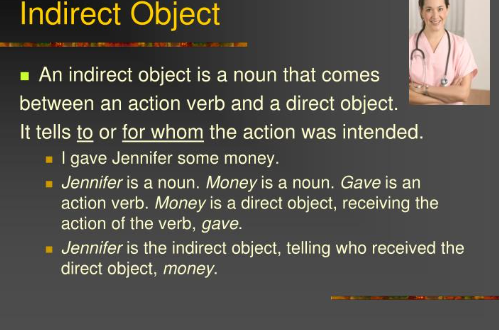 Indirect Object
An indirect object is a noun that comes
between an action verb and a direct object.
It tells to or for whom the action was intended.
I gave Jennifer some money.
Jennifer is a noun. Money is a noun. Gave is an
action verb. Money is a direct object, receiving the
action of the verb, gave.
Jennifer is the indirect object, telling who received the
direct object, money.